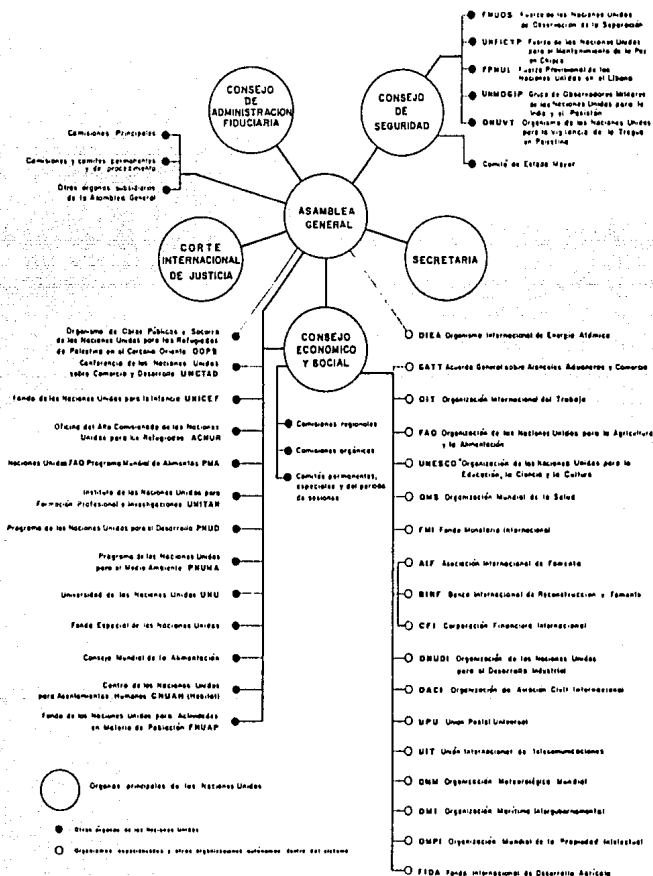 FNUOS Fuerza de las Naciones Unidas
de Observación de la Separación
UNFICYP Fuerza de las Naciones Unidas
para el Mantenimiento de la Paz
en Chipre
FPNUL Fuerza Provisional de las
Naciones Unidas en el Líbano
UNMOGIP Grupo de Observadores Militares
de las Naciones Unidas para la
India y el Pakistán
ONUVT Organismo de las Naciones Unidas
para la Vigilancia de la Tregua
en Palestina
Comité de Estado Mayor
CONSEJO
DE
ADMINISTRACION
FIDUCIARIA
CONSEJO
DE
SEGURIDAD
Comisiones Principales
Comisiones y comités permanentes
y de procedimiento
Otros órganos subsidiarios
de la Asamblea General
ASAMBLEA
GENERAL
CORTE
INTERNACIONAL
DE JUSTICIA
SECRETARIA
CONSEJO
ECONOMICO
Y SOCIAL
Comisiones regionales
Comisiones orgánicas
Comités permanentes,
especiales y del período
de sesiones
Organismo de Obras Públicas y Socorro
de las Naciones Unidas para los Refugiados
de Palestina en el Cercano Oriente OOPS
Conferencia de las Naciones Unidas
sobre Comercio y Desarrollo UNCTAD
Fondo de las Naciones Unidas para la Infancia UNICEF
Oficina del Alto Comisionado de las Naciones
Unidas para los Refugiados ACNUR
Naciones Unidas FAO Programa Mundial de Alimentos PMA
Instituto de las Naciones Unidas para
Formación Profesional e Investigaciones UNITAR
Programa de las Naciones Unidas para el Desarrollo PNUD
Programa de las Naciones Unidas
para el Medio Ambiente PNUMA
Universidad de las Naciones Unidas UNU
Fondo Especial de las Naciones Unidas
Consejo Mundial de la Alimentación
Centro de las Naciones Unidas
para Asentamientos Humanos CNUAH (Habitat)
Fondo de las Naciones Unidas para Actividades
en Materia de Población FNUAP
OIEA Organismo Internacional de Energía Atómica
GATT Acuerdo General sobre Aranceles Aduaneros y Comercio
OIT Organización Internacional del Trabajo
FAO Organización de las Naciones Unidas para la Agricultura
y la Alimentación
UNESCO Organización de las Naciones Unidas para la
Educación, la Ciencia y la Cultura
OMS Organización Mundial de la Salud
FMI Fondo Monetario Internacional
AIF Asociación Internacional de Fomento
BIRF Banco Internacional de Reconstrucción y Fomento
CFI Corporación Financiera Internacional
ONUDI Organización de las Naciones Unidas
para el Desarrollo Industrial
OACI Organización de Aviación Civil Internacional
UPU Unión Postal Universal
UIT Unión Internacional de Telecomunicaciones
OMM Organización Meteorológica Mundial
OMI Organización Marítima Intergubernamental
OMPI Organización Mundial de la Propiedad Intelectual
FIDA Fondo Internacional de Desarrollo Agrícola
Organos principales de las Naciones Unidas
Otros órganos de las Naciones Unidas
Organismos especializados y otras organizaciones autónomas dentro del sistema